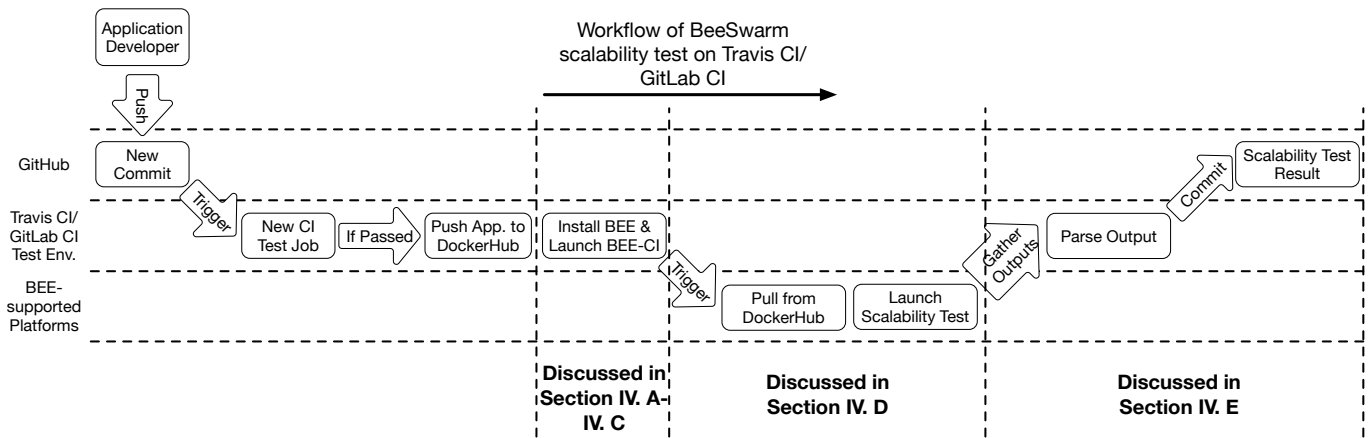 Application
Developer
Workflow of BeeSwarm
scalability test on Travis CI/
GitLab CI
Push
GitHub
New
Commit
Trigger
Commit
Scalability Test
Result
Travis CI/
GitLab CI
Test Env.
New CI
Test Job
If Passed
Push App. to
DockerHub
Install BEE &
Launch BEE-CI
Trigger
Gather
Outputs
Parse Output
BEE-
supported
Platforms
Pull from
DockerHub
Launch
Scalability Test
Discussed in
Section IV. A-
IV. C
Discussed in
Section IV. D
Discussed in
Section IV. E